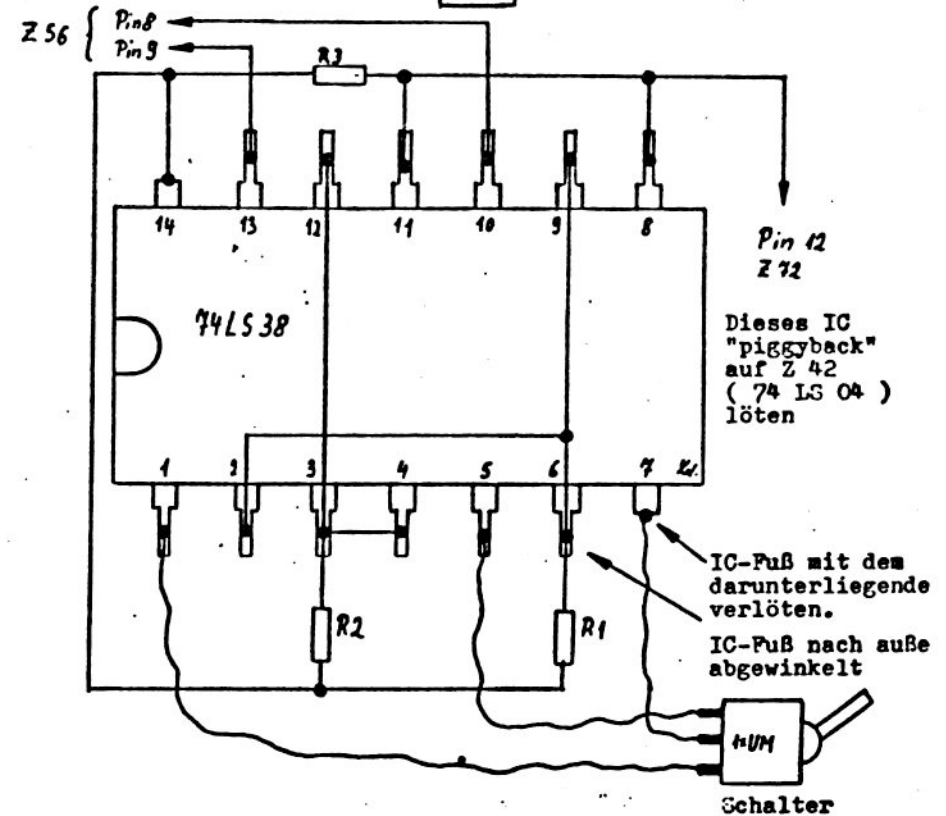 Z 56 { Pin 8
Pin 9
R3
14 13 12 11 10 9 8
74LS38
Pin 12
Z 72
Dieses IC
"piggyback"
auf Z 42
( 74 LS 04 )
löten
1 2 3 4 5 6 7
R2
R1
IC-Fuß mit dem
darunterliegende
verlöten.
IC-Fuß nach auße
abgewinkelt
1xUM
Schalter